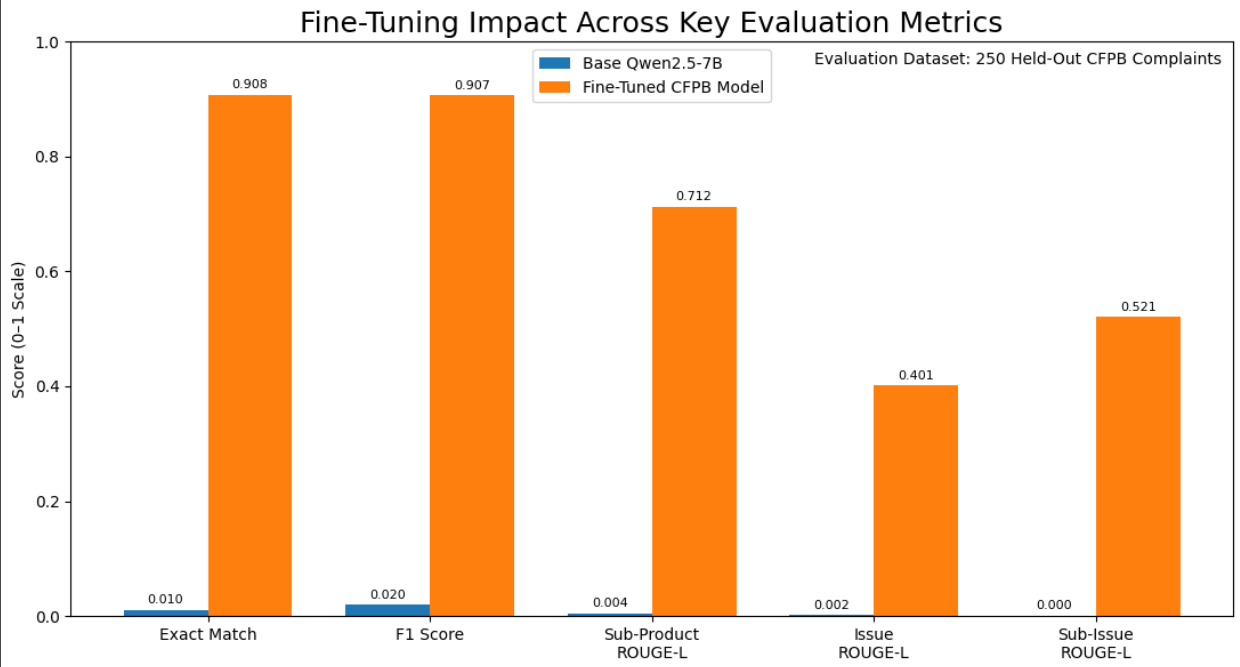 Fine-Tuning Impact Across Key Evaluation Metrics
Base Qwen2.5-7B
Fine-Tuned CFPB Model
Evaluation Dataset: 250 Held-Out CFPB Complaints
Score (0–1 Scale)
1.0
0.8
0.6
0.4
0.2
0.0
0.010
0.908
0.020
0.907
0.004
0.712
0.002
0.401
0.000
0.521
Exact Match
F1 Score
Sub-Product
ROUGE-L
Issue
ROUGE-L
Sub-Issue
ROUGE-L